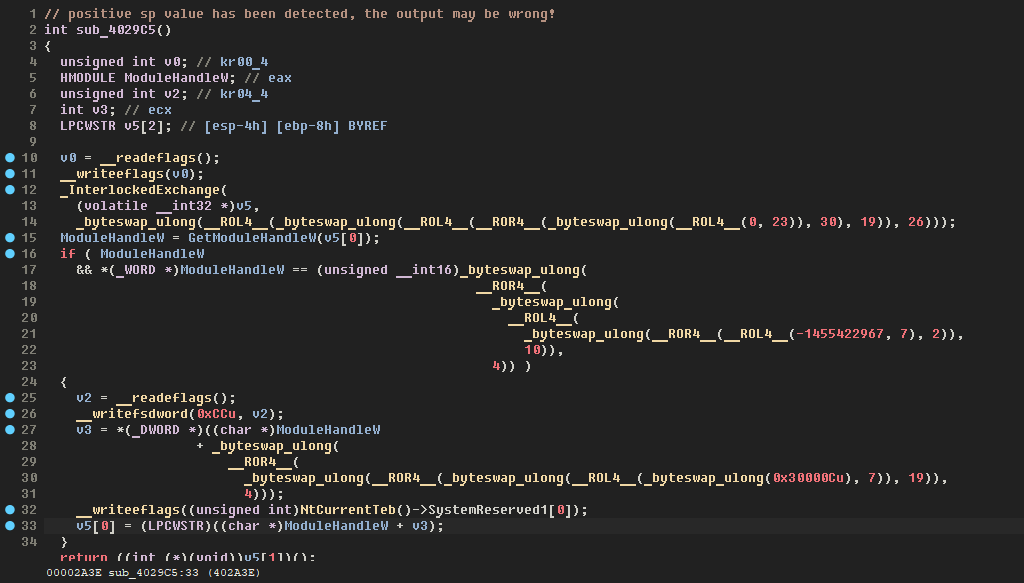 1 // positive sp value has been detected, the output may be wrong!
2 int sub_4029C5()
3 {
4 unsigned int v0; // kr00_4
5 HMODULE ModuleHandleW; // eax
6 unsigned int v2; // kr04_4
7 int v3; // ecx
8 LPCWSTR v5[2]; // [esp-4h] [ebp-8h] BYREF
9
10 v0 = __readeflags();
11 __writeeflags(v0);
12 _InterlockedExchange(
13 (volatile __int32 *)v5,
14 _byteswap_ulong(__ROL4__(_byteswap_ulong(__ROL4__(__ROR4__(_byteswap_ulong(__ROL4__(0, 23)), 30), 19)), 26)));
15 ModuleHandleW = GetModuleHandleW(v5[0]);
16 if ( ModuleHandleW
17 && *(_WORD *)ModuleHandleW == (unsigned __int16)_byteswap_ulong(
18 __ROR4__(
19 _byteswap_ulong(
20 __ROL4__(
21 _byteswap_ulong(__ROR4__(__ROL4__(-1455422967, 7), 2)),
22 10)),
23 4)) )
24 {
25 v2 = __readeflags();
26 __writefsdword(0xCCu, v2);
27 v3 = *(_DWORD *)((char *)ModuleHandleW
28 + _byteswap_ulong(
29 __ROR4__(
30 _byteswap_ulong(__ROR4__(_byteswap_ulong(__ROL4__(_byteswap_ulong(0x30000Cu), 7)), 19)),
31 4)));
32 __writeeflags((unsigned int)NtCurrentTeb()->SystemReserved1[0]);
33 v5[0] = (LPCWSTR)((char *)ModuleHandleW + v3);
34 }
return ((int (*)(void))v5[1])();
00002A3E sub_4029C5:33 (402A3E)